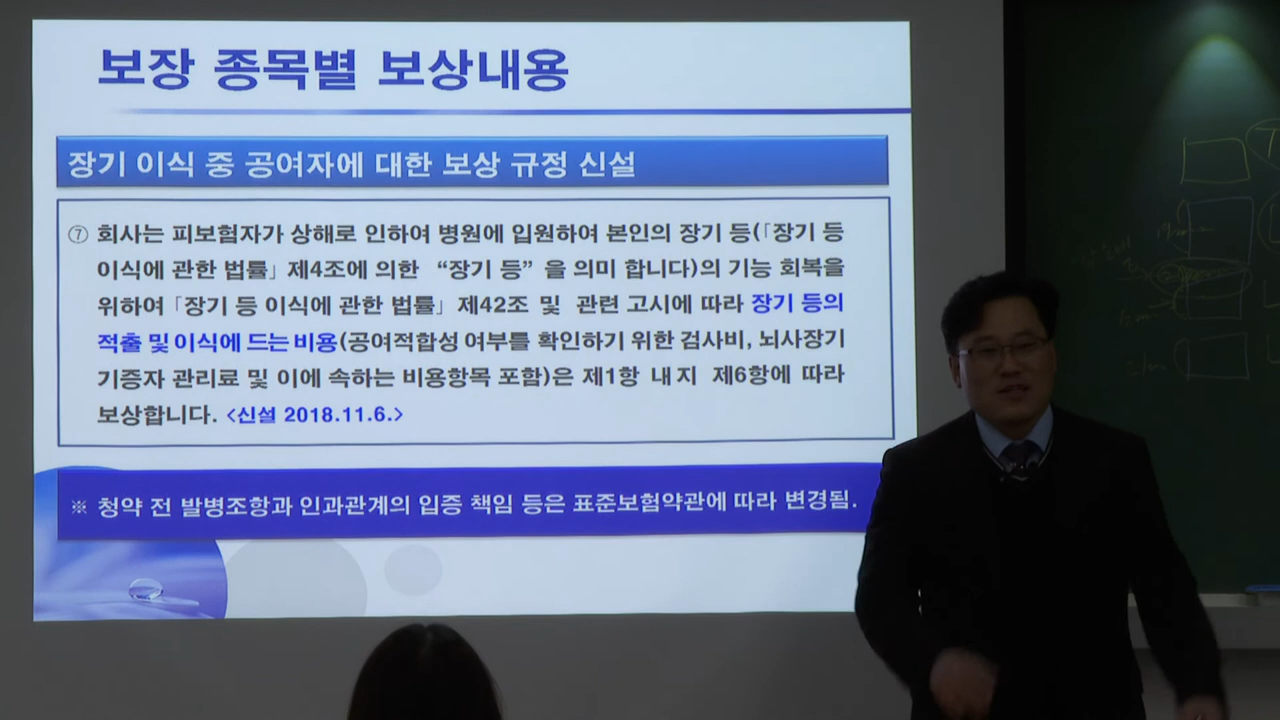 보장 종목별 보상내용
장기 이식 중 공여자에 대한 보상 규정 신설
⑦ 회사는 피보험자가 상해로 인하여 병원에 입원하여 본인의 장기 등(「장기 등
이식에 관한 법률」 제4조에 의한 “장기 등” 을 의미 합니다)의 기능 회복을
위하여 「장기 등 이식에 관한 법률」 제42조 및 관련 고시에 따라 장기 등의
적출 및 이식에 드는 비용(공여적합성 여부를 확인하기 위한 검사비, 뇌사장기
기증자 관리료 및 이에 속하는 비용항목 포함)은 제1항 내지 제6항에 따라
보상합니다. <신설 2018.11.6.>
※ 청약 전 발병조항과 인과관계의 입증 책임 등은 표준보험약관에 따라 변경됨.